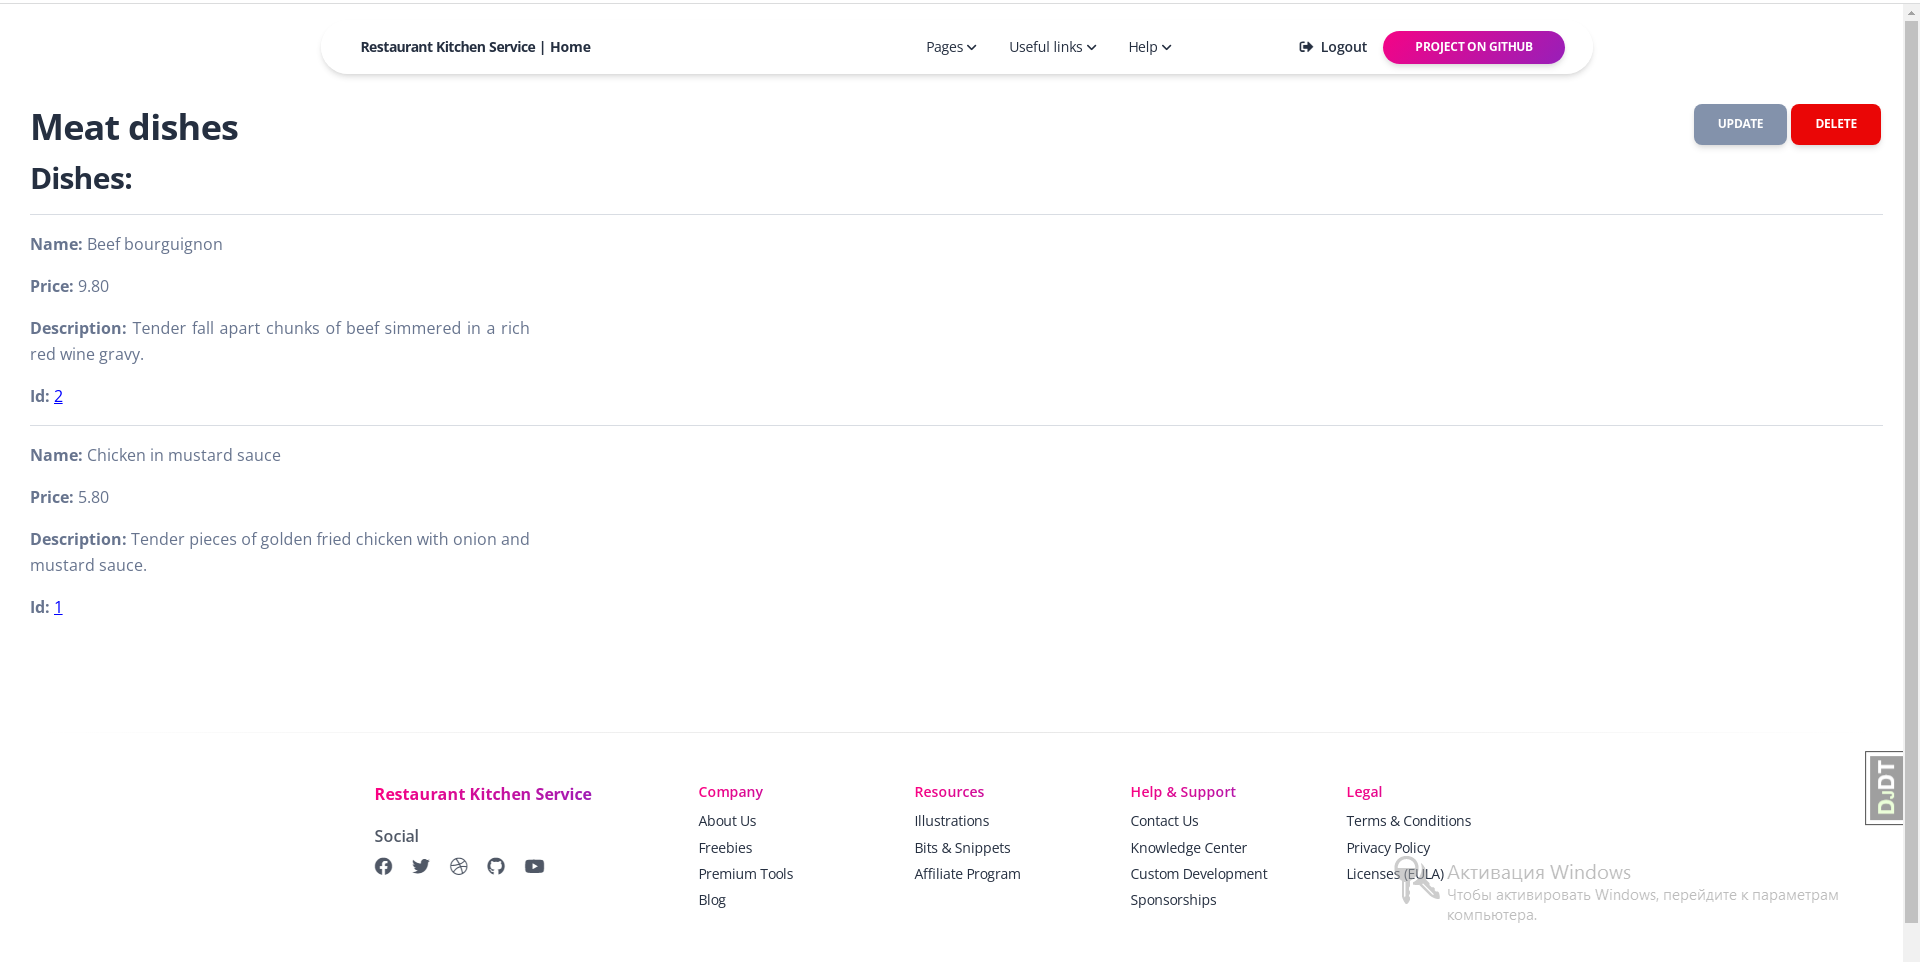 Restaurant Kitchen Service | Home
Pages
Useful links
Help
Logout
PROJECT ON GITHUB
Meat dishes
UPDATE
DELETE
Dishes:
Name: Beef bourguignon
Price: 9.80
Description: Tender fall apart chunks of beef simmered in a rich
red wine gravy.
Id: 2
Name: Chicken in mustard sauce
Price: 5.80
Description: Tender pieces of golden fried chicken with onion and
mustard sauce.
Id: 1
DJDT
Restaurant Kitchen Service
Social
Company
About Us
Freebies
Premium Tools
Blog
Resources
Illustrations
Bits & Snippets
Affiliate Program
Help & Support
Contact Us
Knowledge Center
Custom Development
Sponsorships
Legal
Terms & Conditions
Privacy Policy
Licenses (EULA)
Активация Windows
Чтобы активировать Windows, перейдите к параметрам
компьютера.